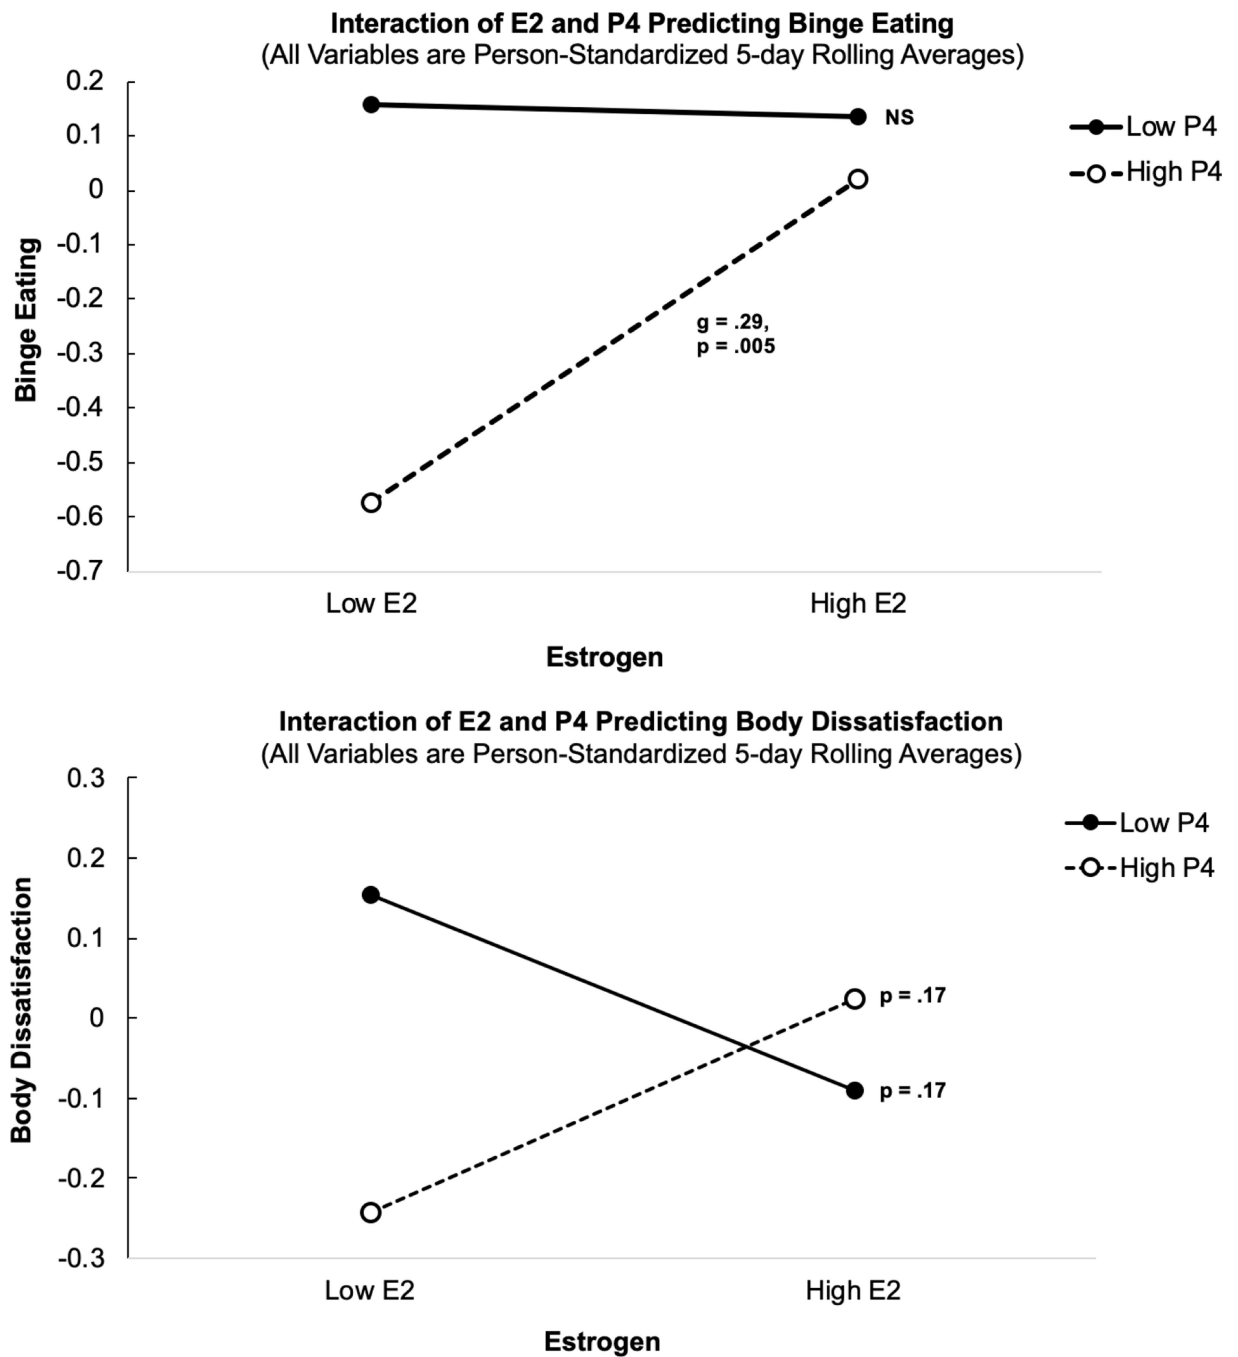 Interaction of E2 and P4 Predicting Binge Eating
(All Variables are Person-Standardized 5-day Rolling Averages)
0.2
0.1
0
-0.1
-0.2
-0.3
-0.4
-0.5
-0.6
-0.7
Binge Eating
NS
g = .29,
p = .005
Low P4
High P4
Low E2
High E2
Estrogen
Interaction of E2 and P4 Predicting Body Dissatisfaction
(All Variables are Person-Standardized 5-day Rolling Averages)
0.3
0.2
0.1
0
-0.1
-0.2
-0.3
Body Dissatisfaction
Low P4
High P4
p = .17
p = .17
Low E2
High E2
Estrogen